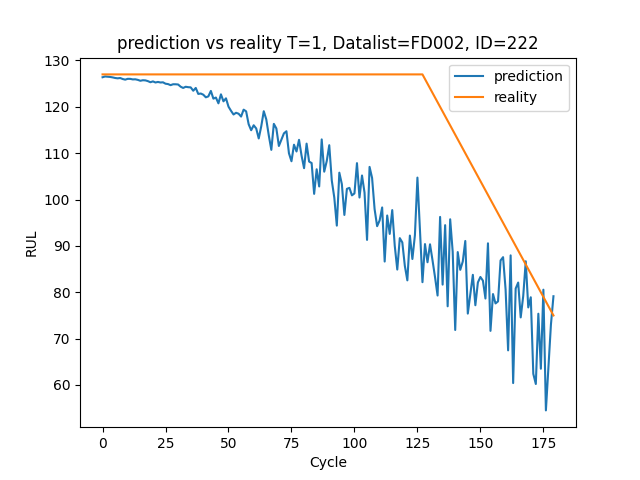 prediction vs reality T=1, Datalist=FD002, ID=222
prediction
reality
RUL
130
120
110
100
90
80
70
60
0 25 50 75 100 125 150 175
Cycle